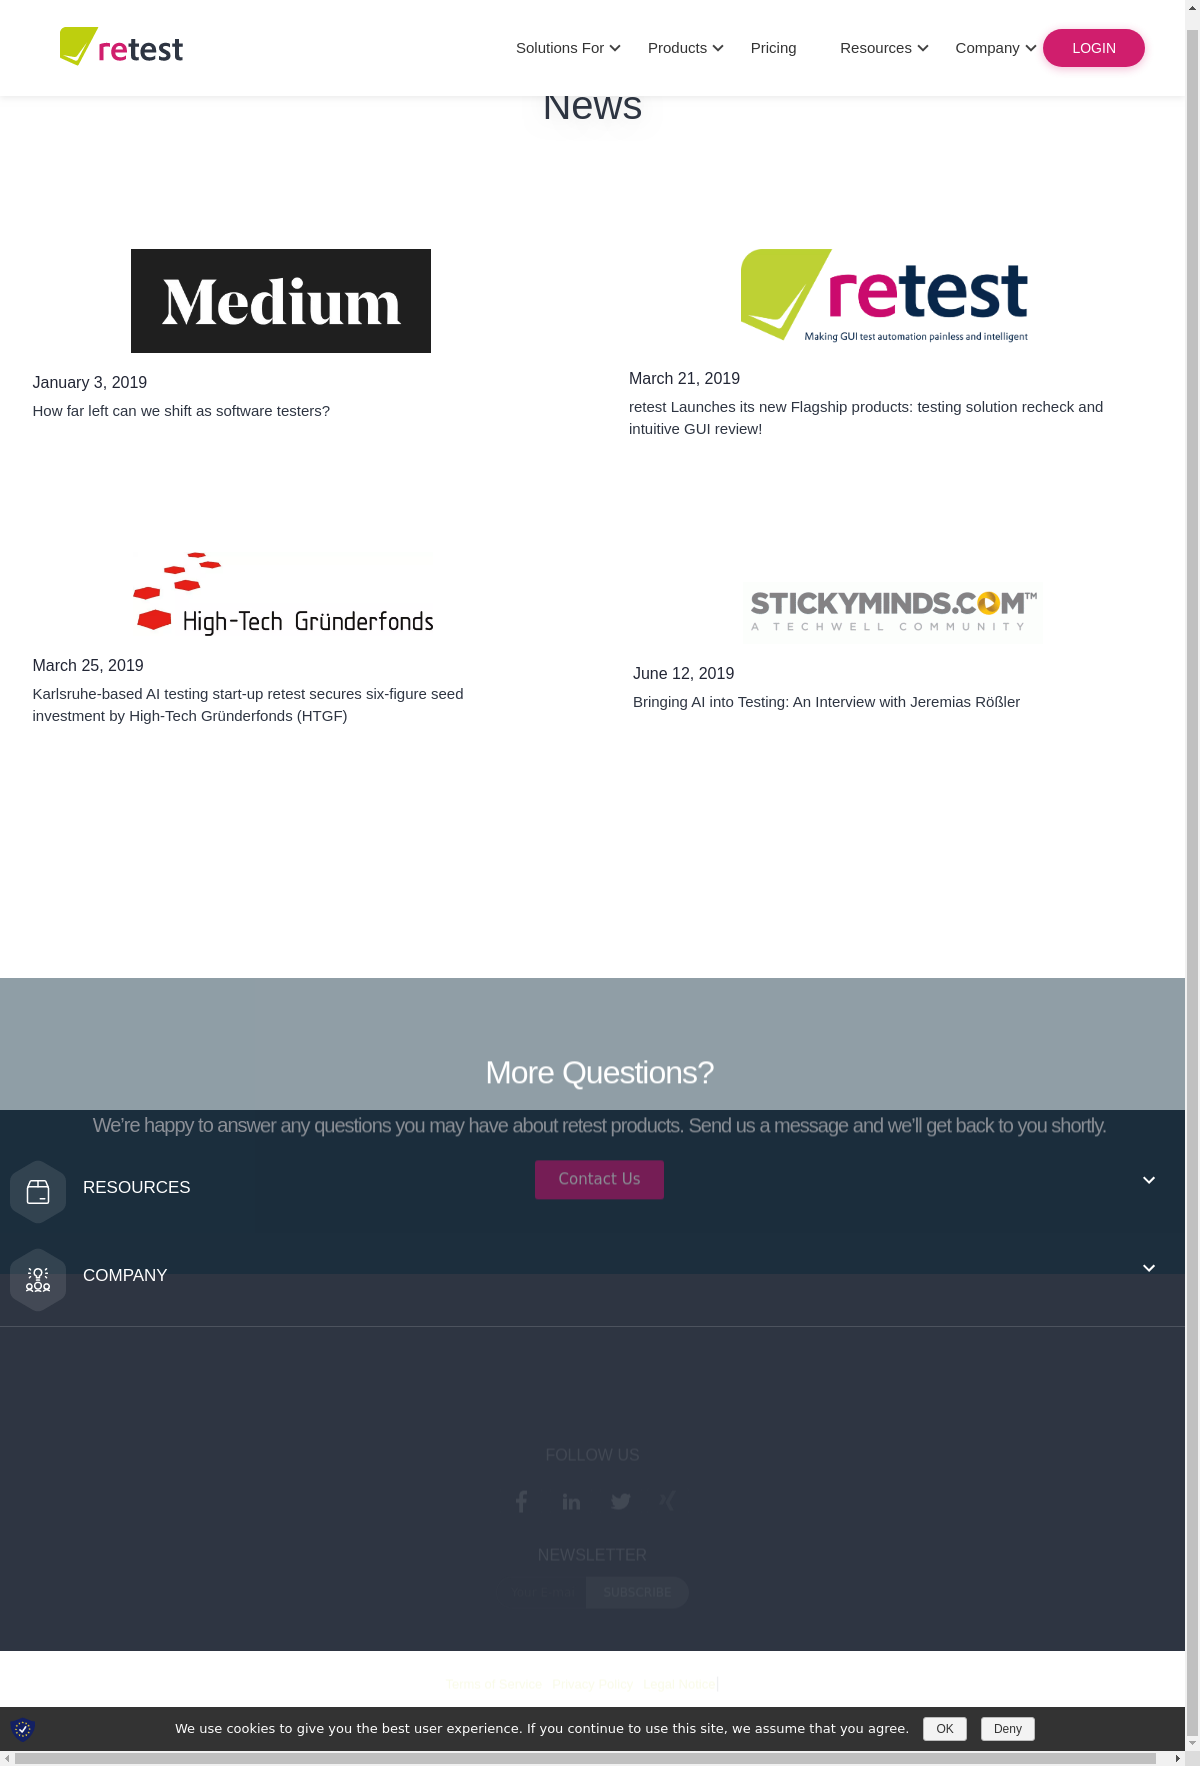 retest
Solutions For
Products
Pricing
Resources
Company
LOGIN
News
Medium
January 3, 2019
How far left can we shift as software testers?
retest
Making GUI test automation painless and intelligent
March 21, 2019
retest Launches its new Flagship products: testing solution recheck and
intuitive GUI review!
High-Tech Gründerfonds
March 25, 2019
Karlsruhe-based AI testing start-up retest secures six-figure seed
investment by High-Tech Gründerfonds (HTGF)
STICKYMINDS.COM™
A TECHWELL COMMUNITY
June 12, 2019
Bringing AI into Testing: An Interview with Jeremias Rößler
More Questions?
We’re happy to answer any questions you may have about retest products. Send us a message and we’ll get back to you shortly.
Contact Us
RESOURCES
COMPANY
FOLLOW US
NEWSLETTER
SUBSCRIBE
Terms of Service Privacy Policy Legal Notice
We use cookies to give you the best user experience. If you continue to use this site, we assume that you agree.
OK
Deny